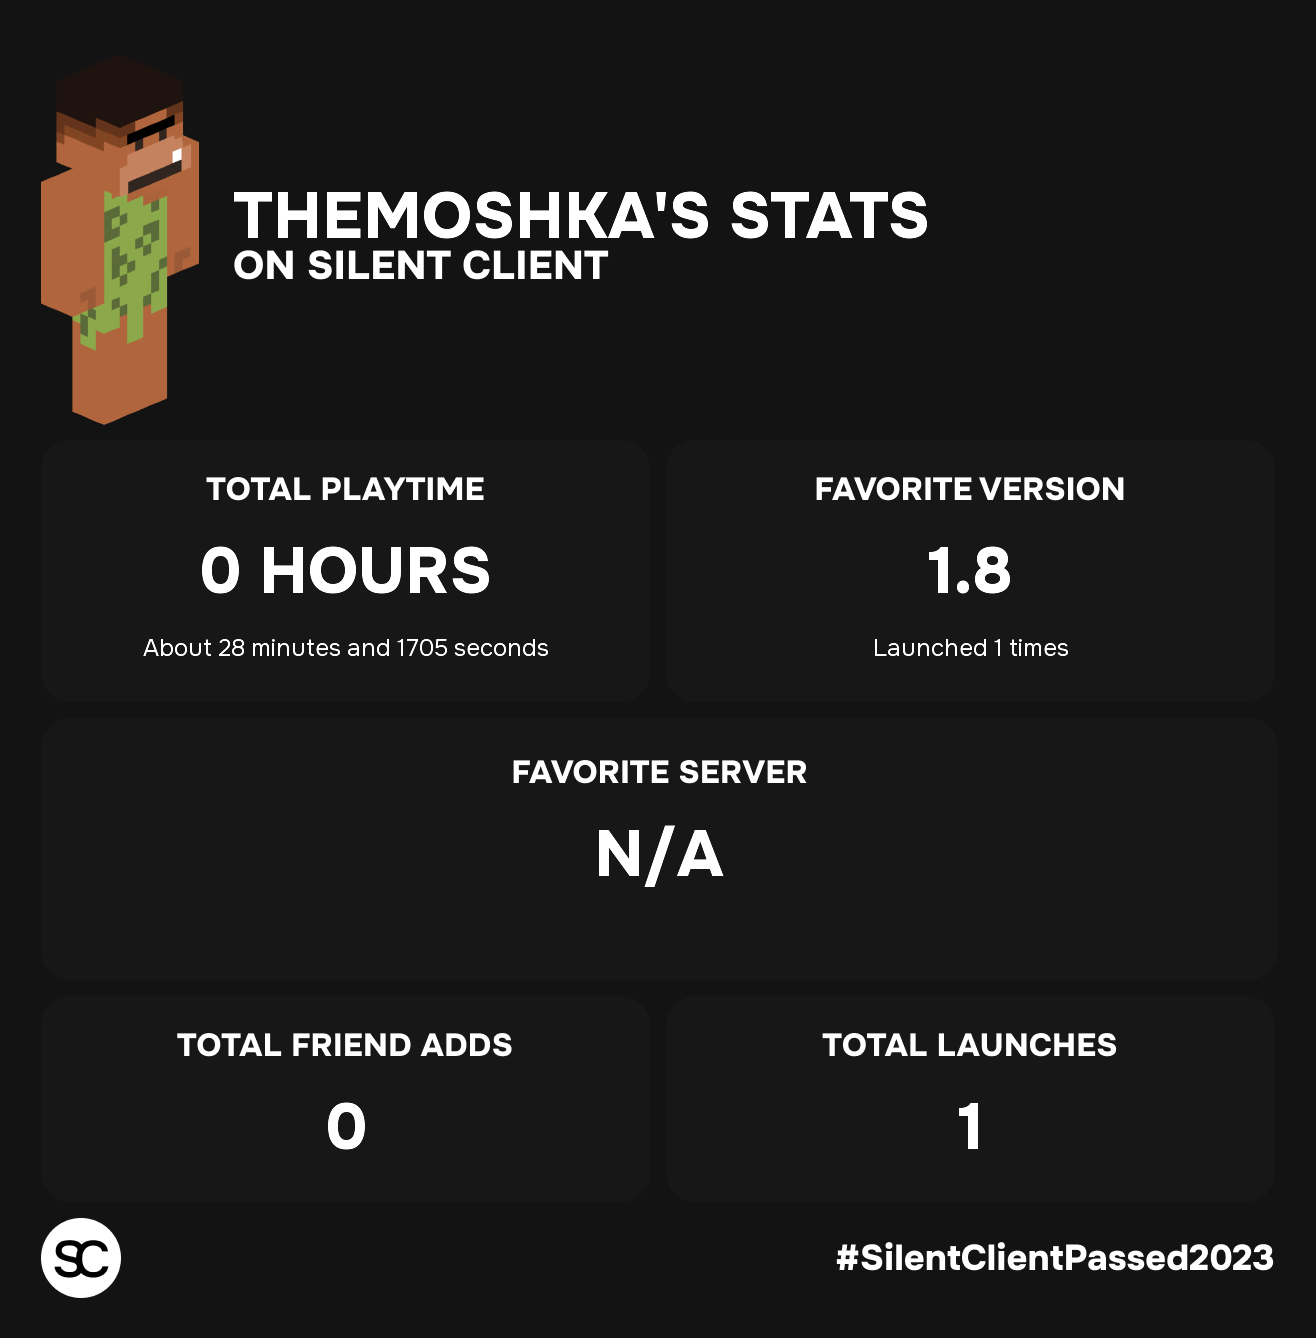 THEMOSHKA'S STATS
ON SILENT CLIENT
TOTAL PLAYTIME
0 HOURS
About 28 minutes and 1705 seconds
FAVORITE VERSION
1.8
Launched 1 times
FAVORITE SERVER
N/A
TOTAL FRIEND ADDS
0
TOTAL LAUNCHES
1
SC
#SilentClientPassed2023